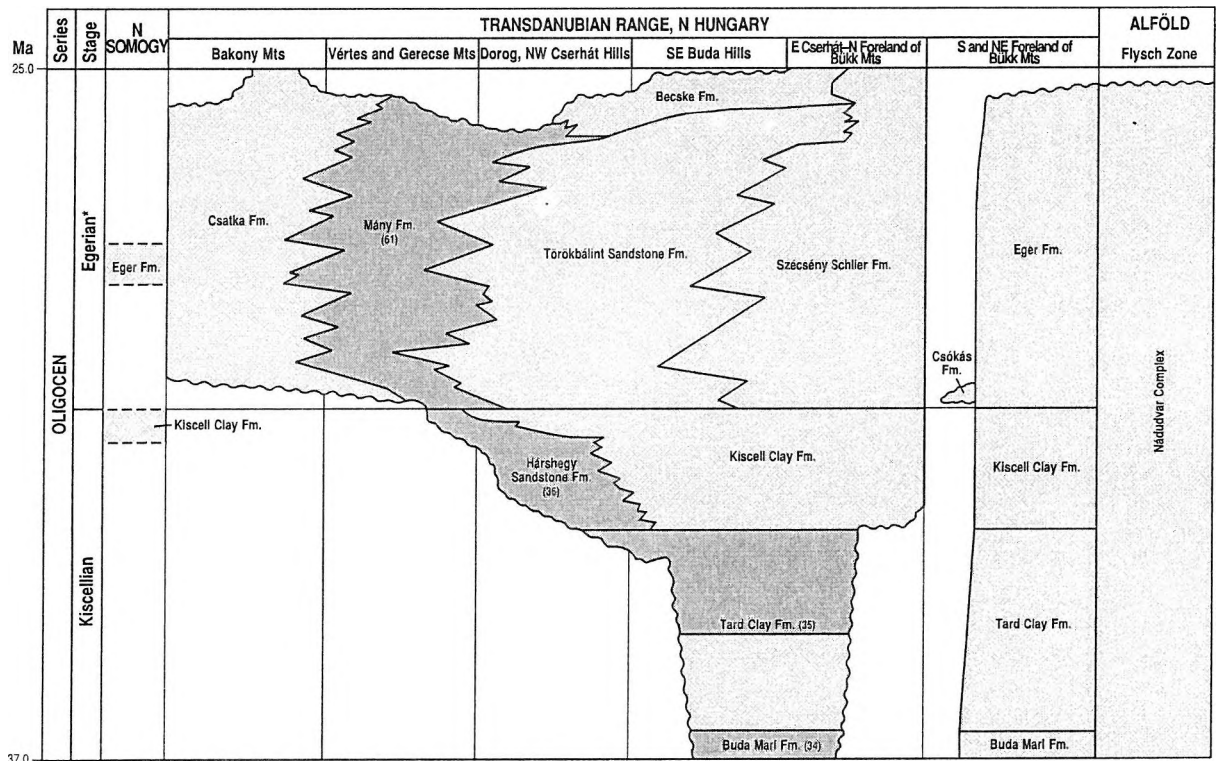 TRANSDANUBIAN RANGE, N HUNGARY
ALFÖLD
Ma
Series
Stage
N
SOMOGY
Bakony Mts
Vértes and Gerecse Mts
Dorog, NW Cserhát Hills
SE Buda Hills
E Cserhát–N Foreland of
Bükk Mts
S and NE Foreland of
Bükk Mts
Flysch Zone
25.0
Becske Fm.
Csatka Fm.
Mány Fm.
(61)
Törökbálint Sandstone Fm.
Szécsény Schlier Fm.
Eger Fm.
Egerian*
Eger Fm.
OLIGOCEN
Csókás
Fm.
Nádudvar Complex
Kiscell Clay Fm.
Hárshegy
Sandstone Fm.
(36)
Kiscell Clay Fm.
Kiscell Clay Fm.
Kiscellian
Tard Clay Fm. (35)
Tard Clay Fm.
Buda Marl Fm. (34)
Buda Marl Fm.
37.0